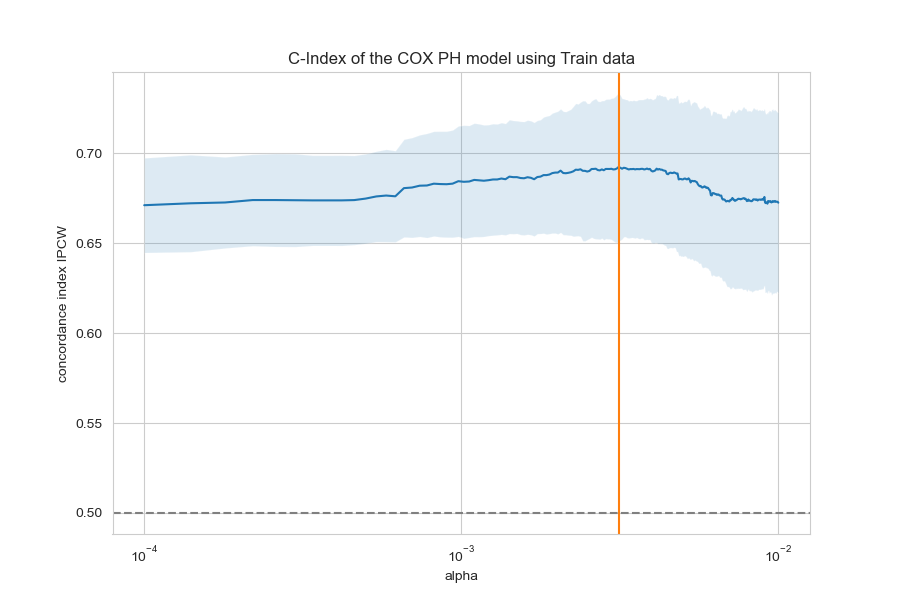 C-Index of the COX PH model using Train data
concordance index IPCW
0.70
0.65
0.60
0.55
0.50
10⁻⁴
10⁻³
10⁻²
alpha